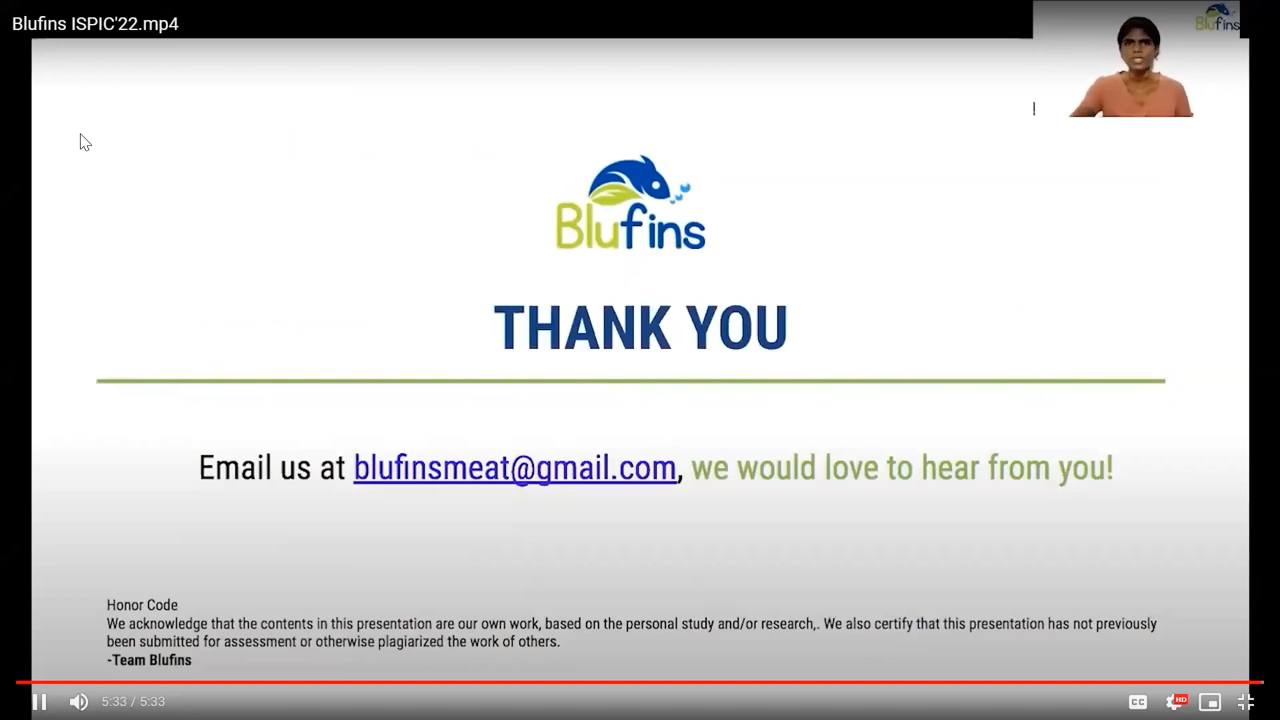 Blufins ISPIC'22.mp4
Blufins
Blufins
THANK YOU
Email us at blufinsmeat@gmail.com, we would love to hear from you!
Honor Code
We acknowledge that the contents in this presentation are our own work, based on the personal study and/or research,. We also certify that this presentation has not previously
been submitted for assessment or otherwise plagiarized the work of others.
-Team Blufins
5:33 / 5:33
CC
HD